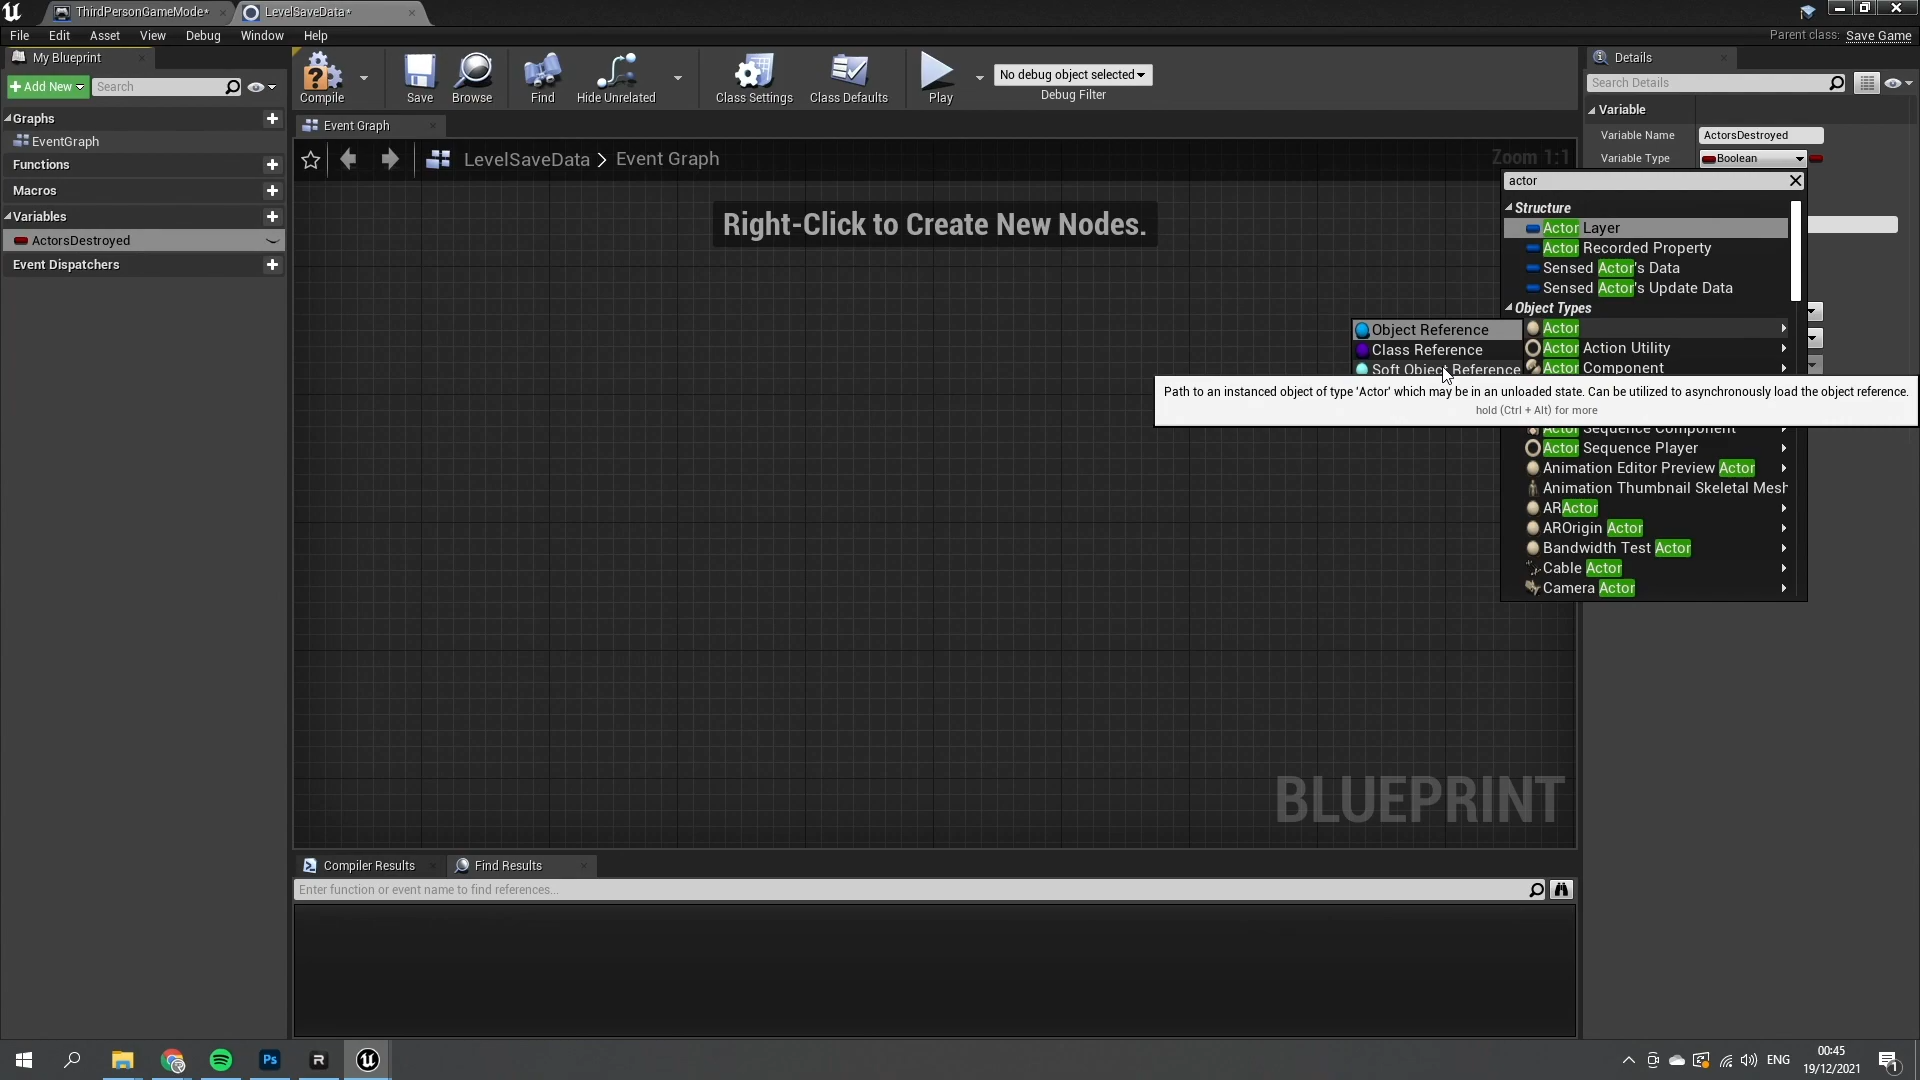 ThirdPersonGameMode*
LevelSaveData*
File Edit Asset View Debug Window Help
Parent class: Save Game
My Blueprint
Add New
Search
Graphs
EventGraph
Functions
Macros
Variables
ActorsDestroyed
Event Dispatchers
Compile
Save
Browse
Find
Hide Unrelated
Class Settings
Class Defaults
Play
No debug object selected
Debug Filter
Event Graph
LevelSaveData > Event Graph
Zoom 1:1
Right-Click to Create New Nodes.
Details
Search Details
Variable
Variable Name ActorsDestroyed
Variable Type Boolean
actor
Structure
Actor Layer
Actor Recorded Property
Sensed Actor's Data
Sensed Actor's Update Data
Object Types
Actor
Actor Action Utility
Actor Component
Object Reference
Class Reference
Soft Object Reference
Path to an instanced object of type 'Actor' which may be in an unloaded state. Can be utilized to asynchronously load the object reference.
hold (Ctrl + Alt) for more
Actor Sequence Component
Actor Sequence Player
Animation Editor Preview Actor
Animation Thumbnail Skeletal Mesh
ARActor
AROrigin Actor
Bandwidth Test Actor
Cable Actor
Camera Actor
BLUEPRINT
Compiler Results
Find Results
Enter function or event name to find references...
Ps
R
ENG
00:45
19/12/2021
1